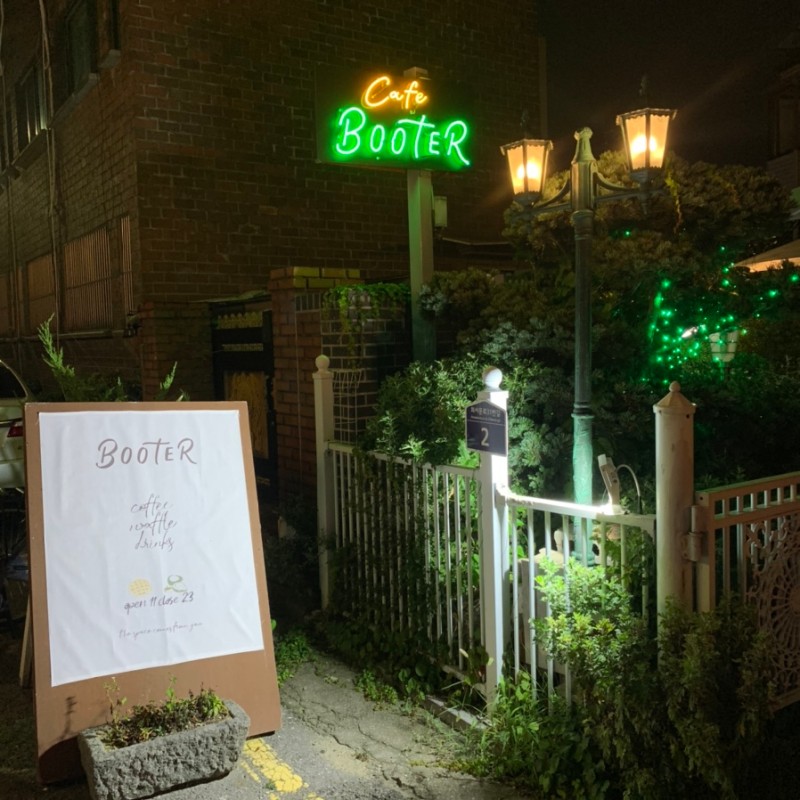 Cafe
BOOTER
BOOTER
coffee
waffle
drinks
open 11. close 23
2